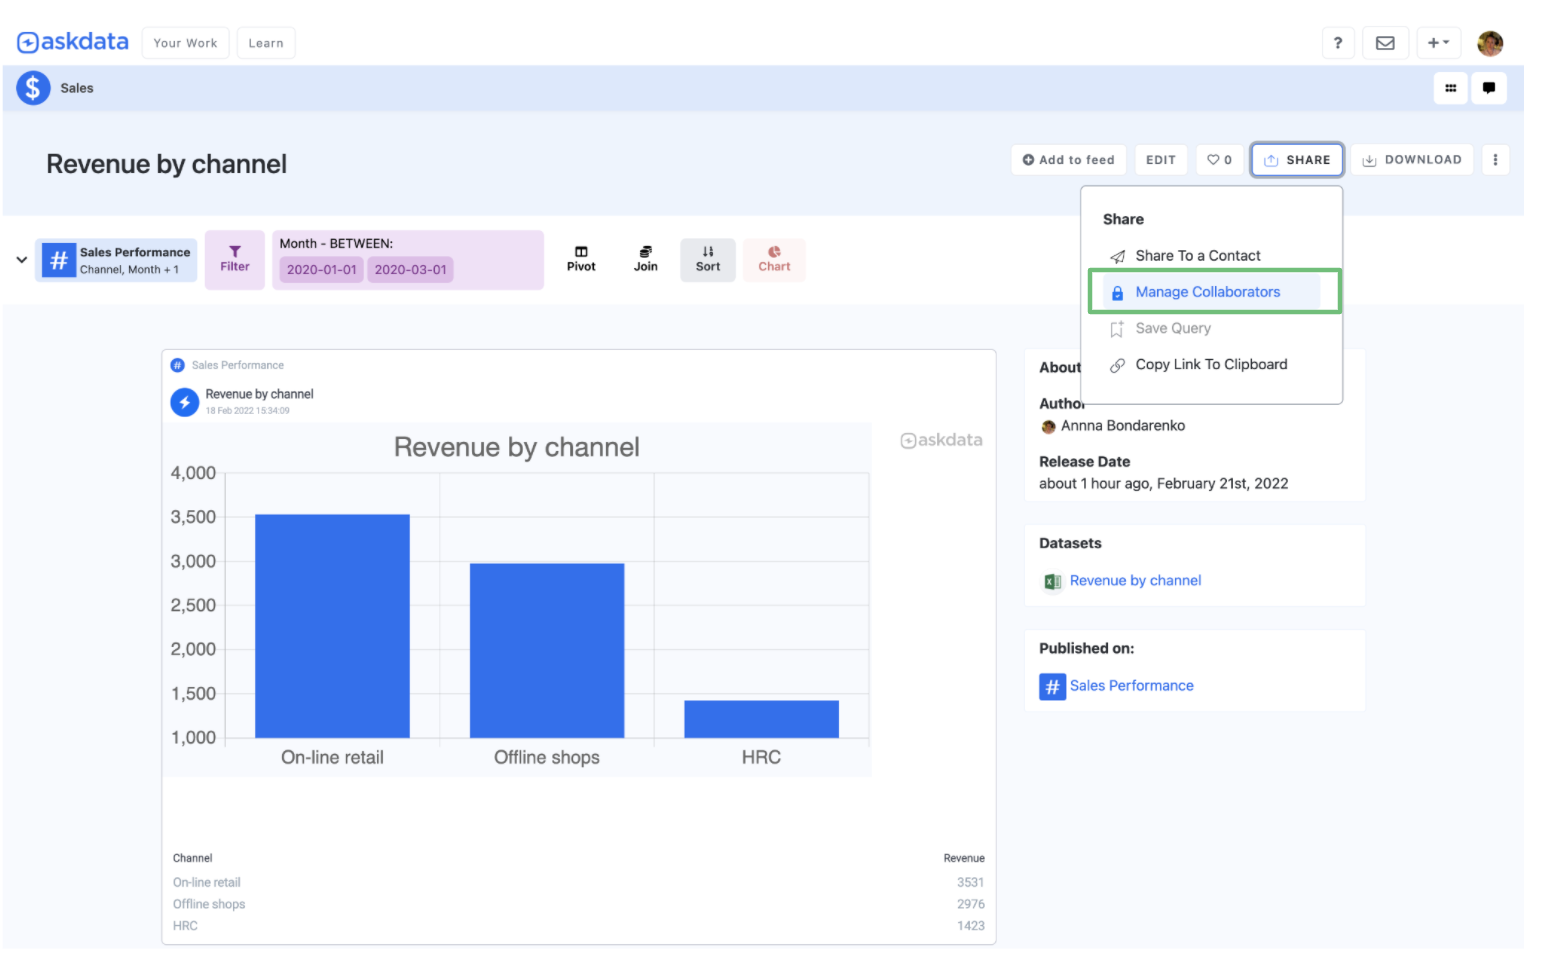 askdata
Your Work
Learn
?
+
Sales
Revenue by channel
Add to feed
EDIT
0
SHARE
DOWNLOAD
Share
Share To a Contact
Manage Collaborators
Save Query
Copy Link To Clipboard
Sales Performance
Channel, Month + 1
Filter
Month - BETWEEN:
2020-01-01
2020-03-01
Pivot
Join
Sort
Chart
Sales Performance
Revenue by channel
18 Feb 2022 15:34:09
Revenue by channel
askdata
4,000
3,500
3,000
2,500
2,000
1,500
1,000
On-line retail
Offline shops
HRC
Channel Revenue
On-line retail 3531
Offline shops 2976
HRC 1423
About
Author
Annna Bondarenko
Release Date
about 1 hour ago, February 21st, 2022
Datasets
Revenue by channel
Published on:
# Sales Performance